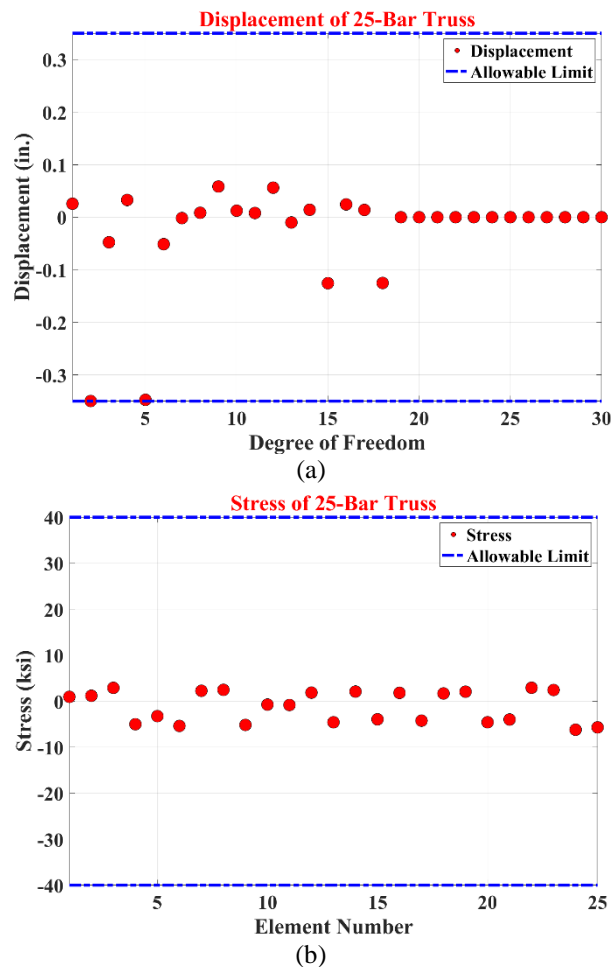 Displacement of 25-Bar Truss
Displacement
Allowable Limit
0.3
0.2
0.1
0
-0.1
-0.2
-0.3
Displacement (in.)
5 10 15 20 25 30
Degree of Freedom
(a)
Stress of 25-Bar Truss
Stress
Allowable Limit
40
30
20
10
0
-10
-20
-30
-40
Stress (ksi)
5 10 15 20 25
Element Number
(b)